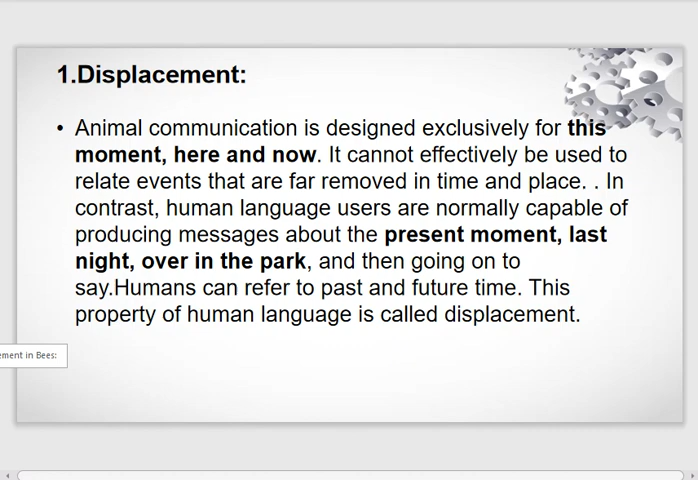 1.Displacement:
• Animal communication is designed exclusively for this
moment, here and now. It cannot effectively be used to
relate events that are far removed in time and place. . In
contrast, human language users are normally capable of
producing messages about the present moment, last
night, over in the park, and then going on to
say.Humans can refer to past and future time. This
property of human language is called displacement.
ement in Bees: